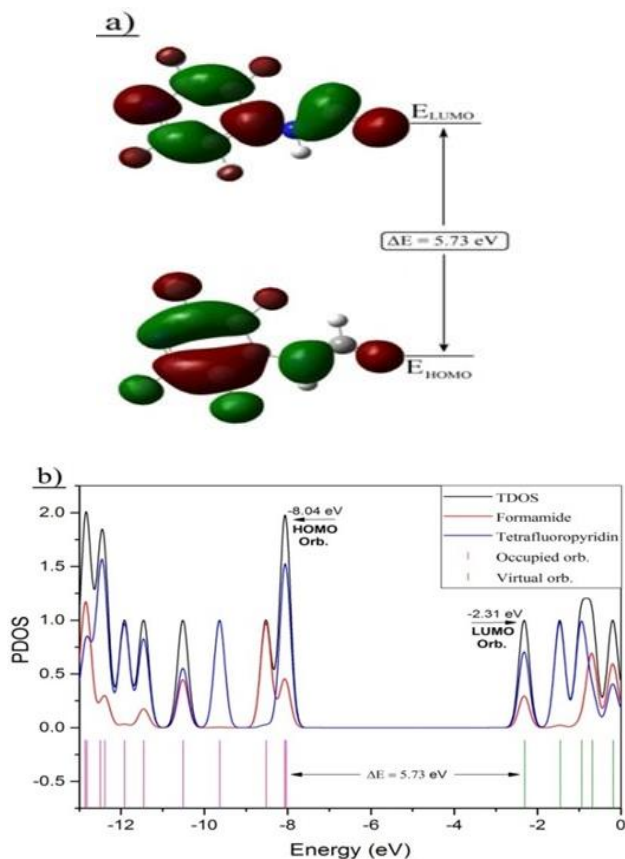 a)
E LUMO
ΔE = 5.73 eV
E HOMO
b)
TDOS
Formamide
Tetrafluoropyridin
Occupied orb.
Virtual orb.
-8.04 eV
HOMO
Orb.
-2.31 eV
LUMO
Orb.
PDOS
2.0
1.5
1.0
0.5
0.0
-0.5
ΔE = 5.73 eV
-12 -10 -8 -6 -4 -2 0
Energy (eV)